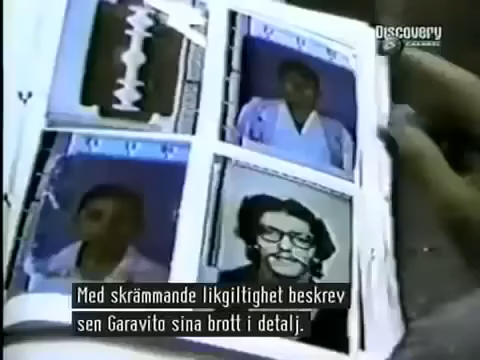 Discovery
CHANNEL
Med skrämmande likgiltighet beskrev
sen Garavito sina brott i detalj.